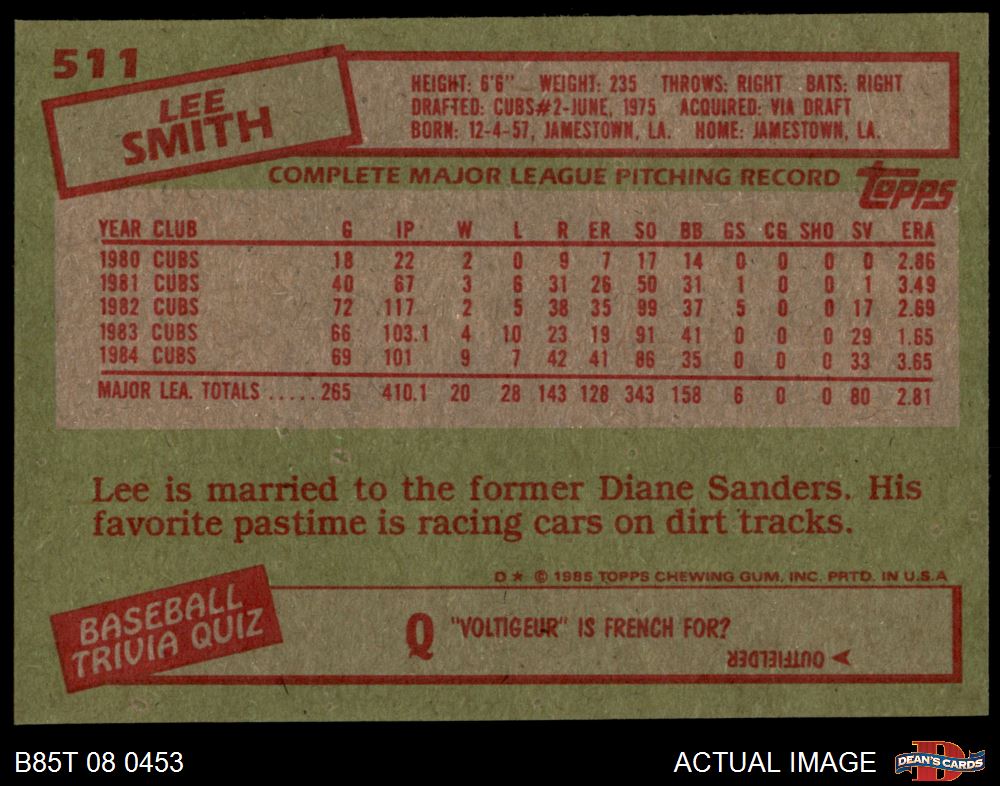 511
LEE
SMITH
HEIGHT: 6'6" WEIGHT: 235 THROWS: RIGHT BATS: RIGHT
DRAFTED: CUBS#2-JUNE, 1975 ACQUIRED: VIA DRAFT
BORN: 12-4-57, JAMESTOWN, LA. HOME: JAMESTOWN, LA.
COMPLETE MAJOR LEAGUE PITCHING RECORD
TOPPS
YEAR CLUB G IP W L R ER SO BB GS CG SHO SV ERA
1980 CUBS 18 22 2 0 9 7 17 14 0 0 0 0 2.86
1981 CUBS 40 67 3 6 31 26 50 31 1 0 0 1 3.49
1982 CUBS 72 117 2 5 38 35 99 37 5 0 0 17 2.69
1983 CUBS 66 103.1 4 10 23 19 91 41 0 0 0 29 1.65
1984 CUBS 69 101 9 7 42 41 86 35 0 0 0 33 3.65
MAJOR LEA. TOTALS .....265 410.1 20 28 143 128 343 158 6 0 0 80 2.81
Lee is married to the former Diane Sanders. His
favorite pastime is racing cars on dirt tracks.
D★ © 1985 TOPPS CHEWING GUM, INC. PRTD. IN U.S.A
BASEBALL
TRIVIA QUIZ
Q "VOLTIGEUR" IS FRENCH FOR?
OUTFIELDER
B85T 08 0453
ACTUAL IMAGE
D
DEAN'S CARDS